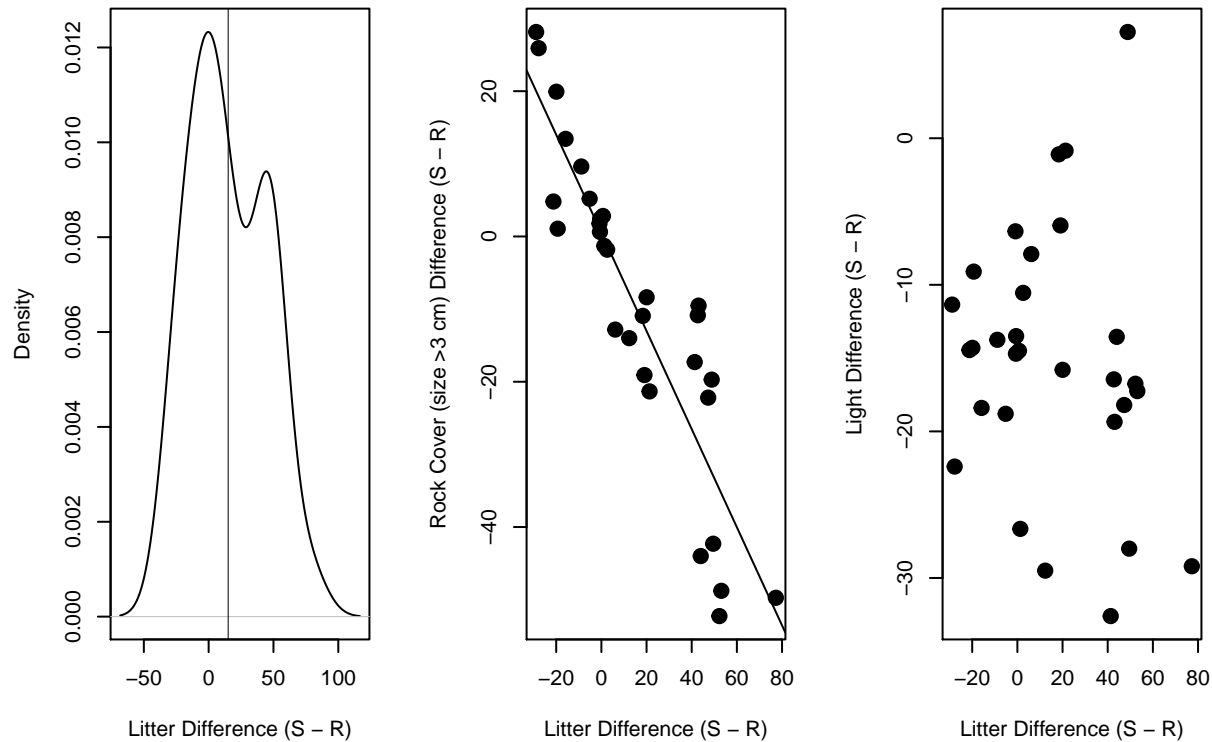 −50 0 50 100
0.000 0.002 0.004 0.006 0.008 0.010 0.012
Litter Difference (S − R)
Density
−20 0 20 40 60 80
−40 −20 0 20
Litter Difference (S − R)
Rock Cover (size >3 cm) Difference (S − R)
−20 0 20 40 60 80
−30 −20 −10 0
Litter Difference (S − R)
Light Difference (S − R)